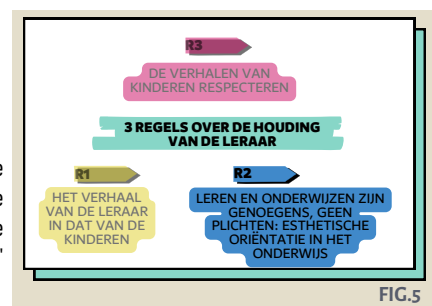 R3
DE VERHALEN VAN
KINDEREN RESPECTEREN
3 REGELS OVER DE HOUDING
VAN DE LERAAR
R1
HET VERHAAL
VAN DE LERAAR
IN DAT VAN DE
KINDEREN
R2
LEREN EN ONDERWIJZEN ZIJN
GENOEGENS, GEEN
PLICHTEN: ESTHETISCHE
ORIËNTATIE IN HET
ONDERWIJS
FIG.5